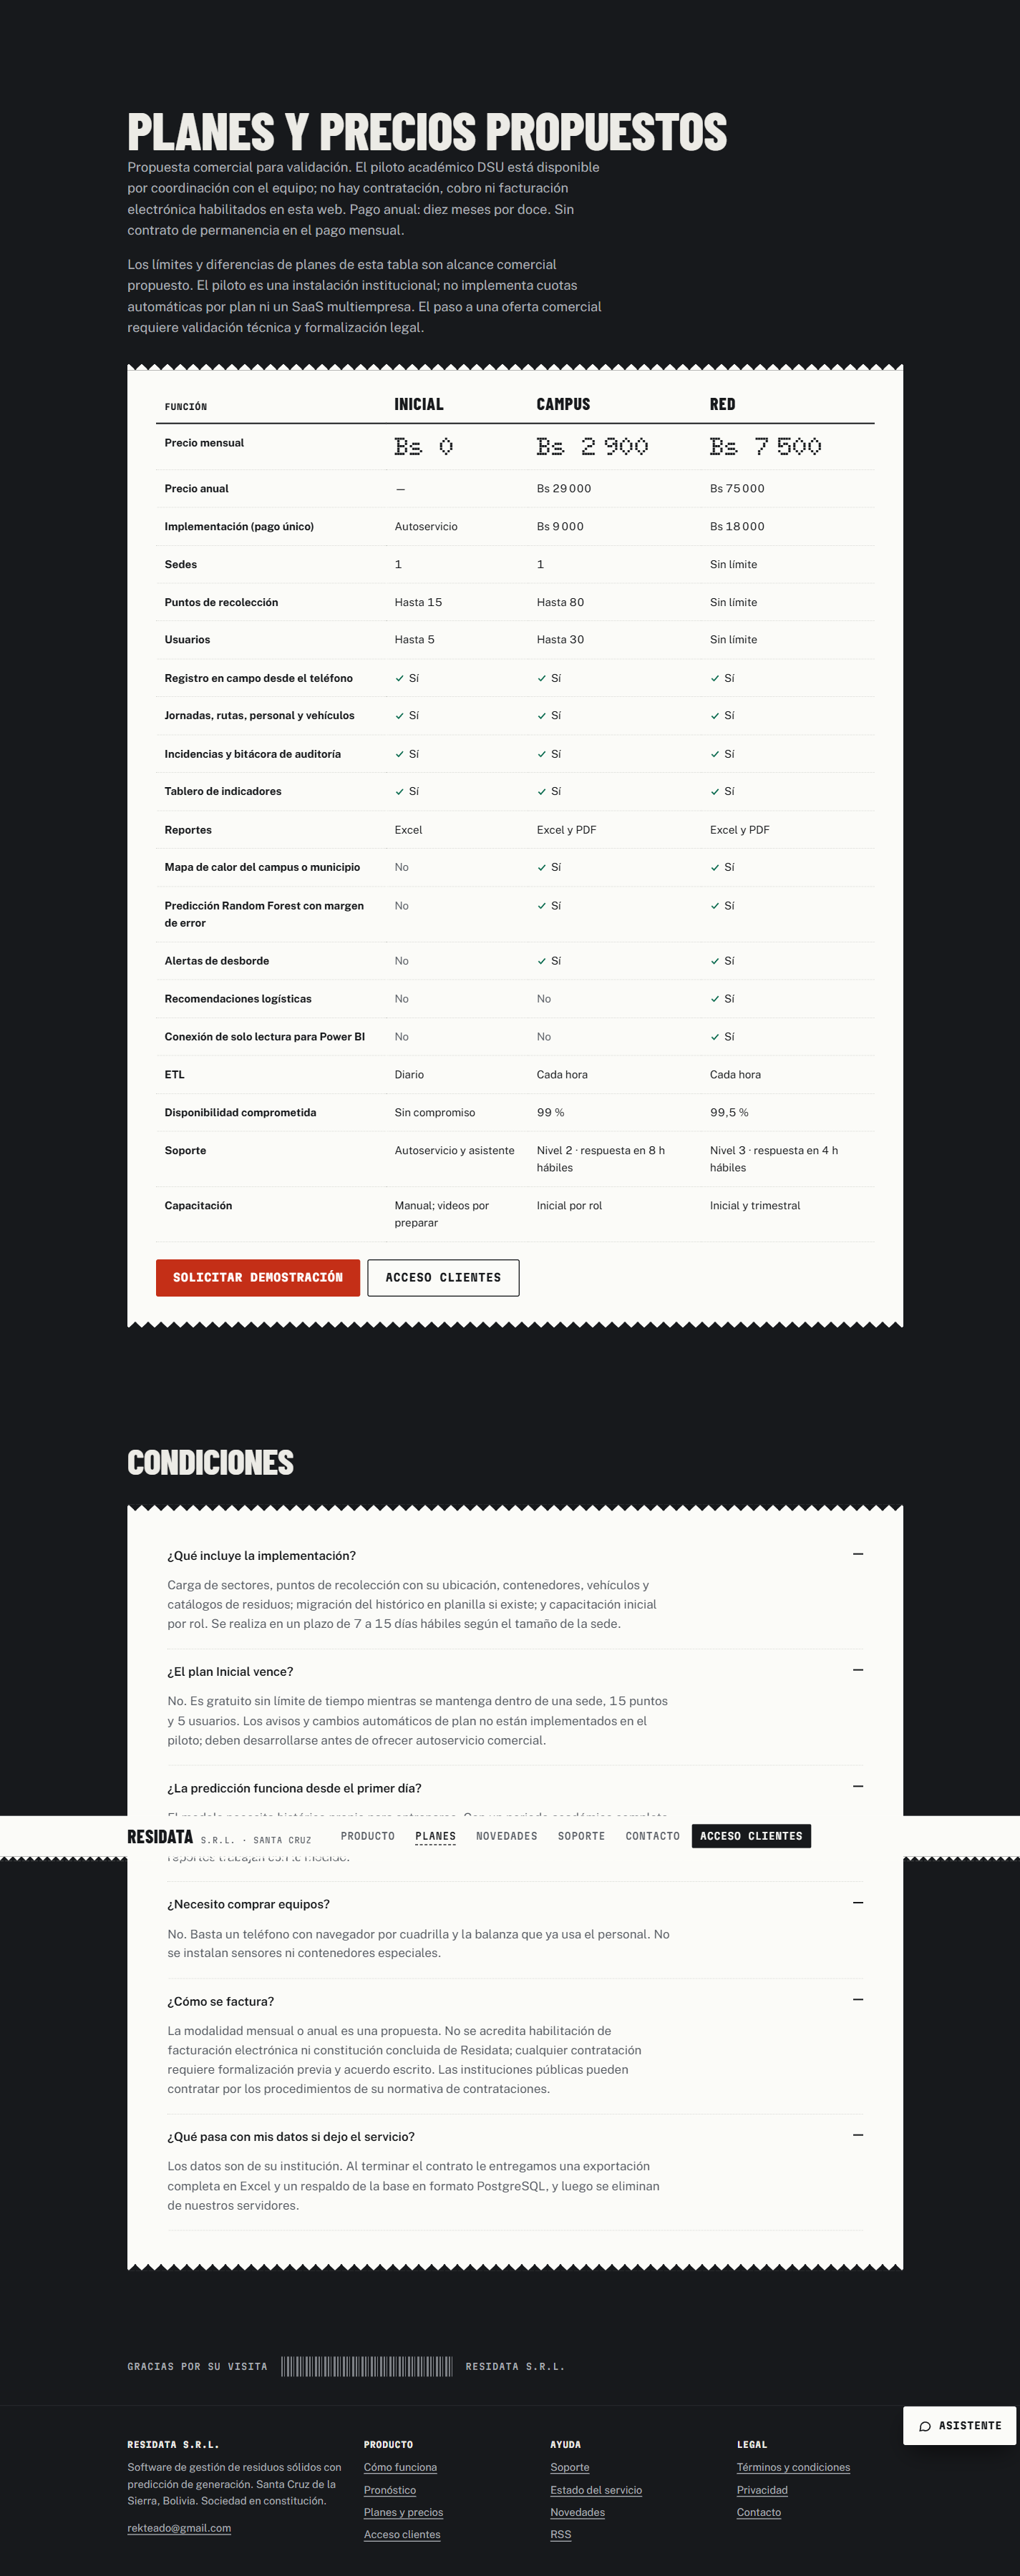 PLANES Y PRECIOS PROPUESTOS
Propuesta comercial para validación. El piloto académico DSU está disponible
por coordinación con el equipo; no hay contratación, cobro ni facturación
electrónica habilitados en esta web. Pago anual: diez meses por doce. Sin
contrato de permanencia en el pago mensual.
Los límites y diferencias de planes de esta tabla son alcance comercial
propuesto. El piloto es una instalación institucional; no implementa cuotas
automáticas por plan ni un SaaS multiempresa. El paso a una oferta comercial
requiere validación técnica y formalización legal.
FUNCIÓN INICIAL CAMPUS RED
Precio mensual Bs 0 Bs 2 900 Bs 7 500
Precio anual — Bs 29 000 Bs 75 000
Implementación (pago único) Autoservicio Bs 9 000 Bs 18 000
Sedes 1 1 Sin límite
Puntos de recolección Hasta 15 Hasta 80 Sin límite
Usuarios Hasta 5 Hasta 30 Sin límite
Registro en campo desde el teléfono Sí Sí Sí
Jornadas, rutas, personal y vehículos Sí Sí Sí
Incidencias y bitácora de auditoría Sí Sí Sí
Tablero de indicadores Sí Sí Sí
Reportes Excel Excel y PDF Excel y PDF
Mapa de calor del campus o municipio No Sí Sí
Predicción Random Forest con margen No Sí Sí
de error
Alertas de desborde No Sí Sí
Recomendaciones logísticas No No Sí
Conexión de solo lectura para Power BI No No Sí
ETL Diario Cada hora Cada hora
Disponibilidad comprometida Sin compromiso 99 % 99,5 %
Soporte Autoservicio y asistente Nivel 2 · respuesta en 8 h Nivel 3 · respuesta en 4 h
hábiles hábiles
Capacitación Manual; videos por Inicial por rol Inicial y trimestral
preparar
SOLICITAR DEMOSTRACIÓN ACCESO CLIENTES
CONDICIONES
¿Qué incluye la implementación?
Carga de sectores, puntos de recolección con su ubicación, contenedores, vehículos y
catálogos de residuos; migración del histórico en planilla si existe; y capacitación inicial
por rol. Se realiza en un plazo de 7 a 15 días hábiles según el tamaño de la sede.
¿El plan Inicial vence?
No. Es gratuito sin límite de tiempo mientras se mantenga dentro de una sede, 15 puntos
y 5 usuarios. Los avisos y cambios automáticos de plan no están implementados en el
piloto; deben desarrollarse antes de ofrecer autoservicio comercial.
¿La predicción funciona desde el primer día?
RESIDATA S.R.L. · SANTA CRUZ PRODUCTO PLANES NOVEDADES SOPORTE CONTACTO ACCESO CLIENTES
¿Necesito comprar equipos?
No. Basta un teléfono con navegador por cuadrilla y la balanza que ya usa el personal. No
se instalan sensores ni contenedores especiales.
¿Cómo se factura?
La modalidad mensual o anual es una propuesta. No se acredita habilitación de
facturación electrónica ni constitución concluida de Residata; cualquier contratación
requiere formalización previa y acuerdo escrito. Las instituciones públicas pueden
contratar por los procedimientos de su normativa de contrataciones.
¿Qué pasa con mis datos si dejo el servicio?
Los datos son de su institución. Al terminar el contrato le entregamos una exportación
completa en Excel y un respaldo de la base en formato PostgreSQL, y luego se eliminan
de nuestros servidores.
GRACIAS POR SU VISITA RESIDATA S.R.L.
ASISTENTE
RESIDATA S.R.L.
Software de gestión de residuos sólidos con
predicción de generación. Santa Cruz de la
Sierra, Bolivia. Sociedad en constitución.
rekteado@gmail.com
PRODUCTO
Cómo funciona
Pronóstico
Planes y precios
Acceso clientes
AYUDA
Soporte
Estado del servicio
Novedades
RSS
LEGAL
Términos y condiciones
Privacidad
Contacto